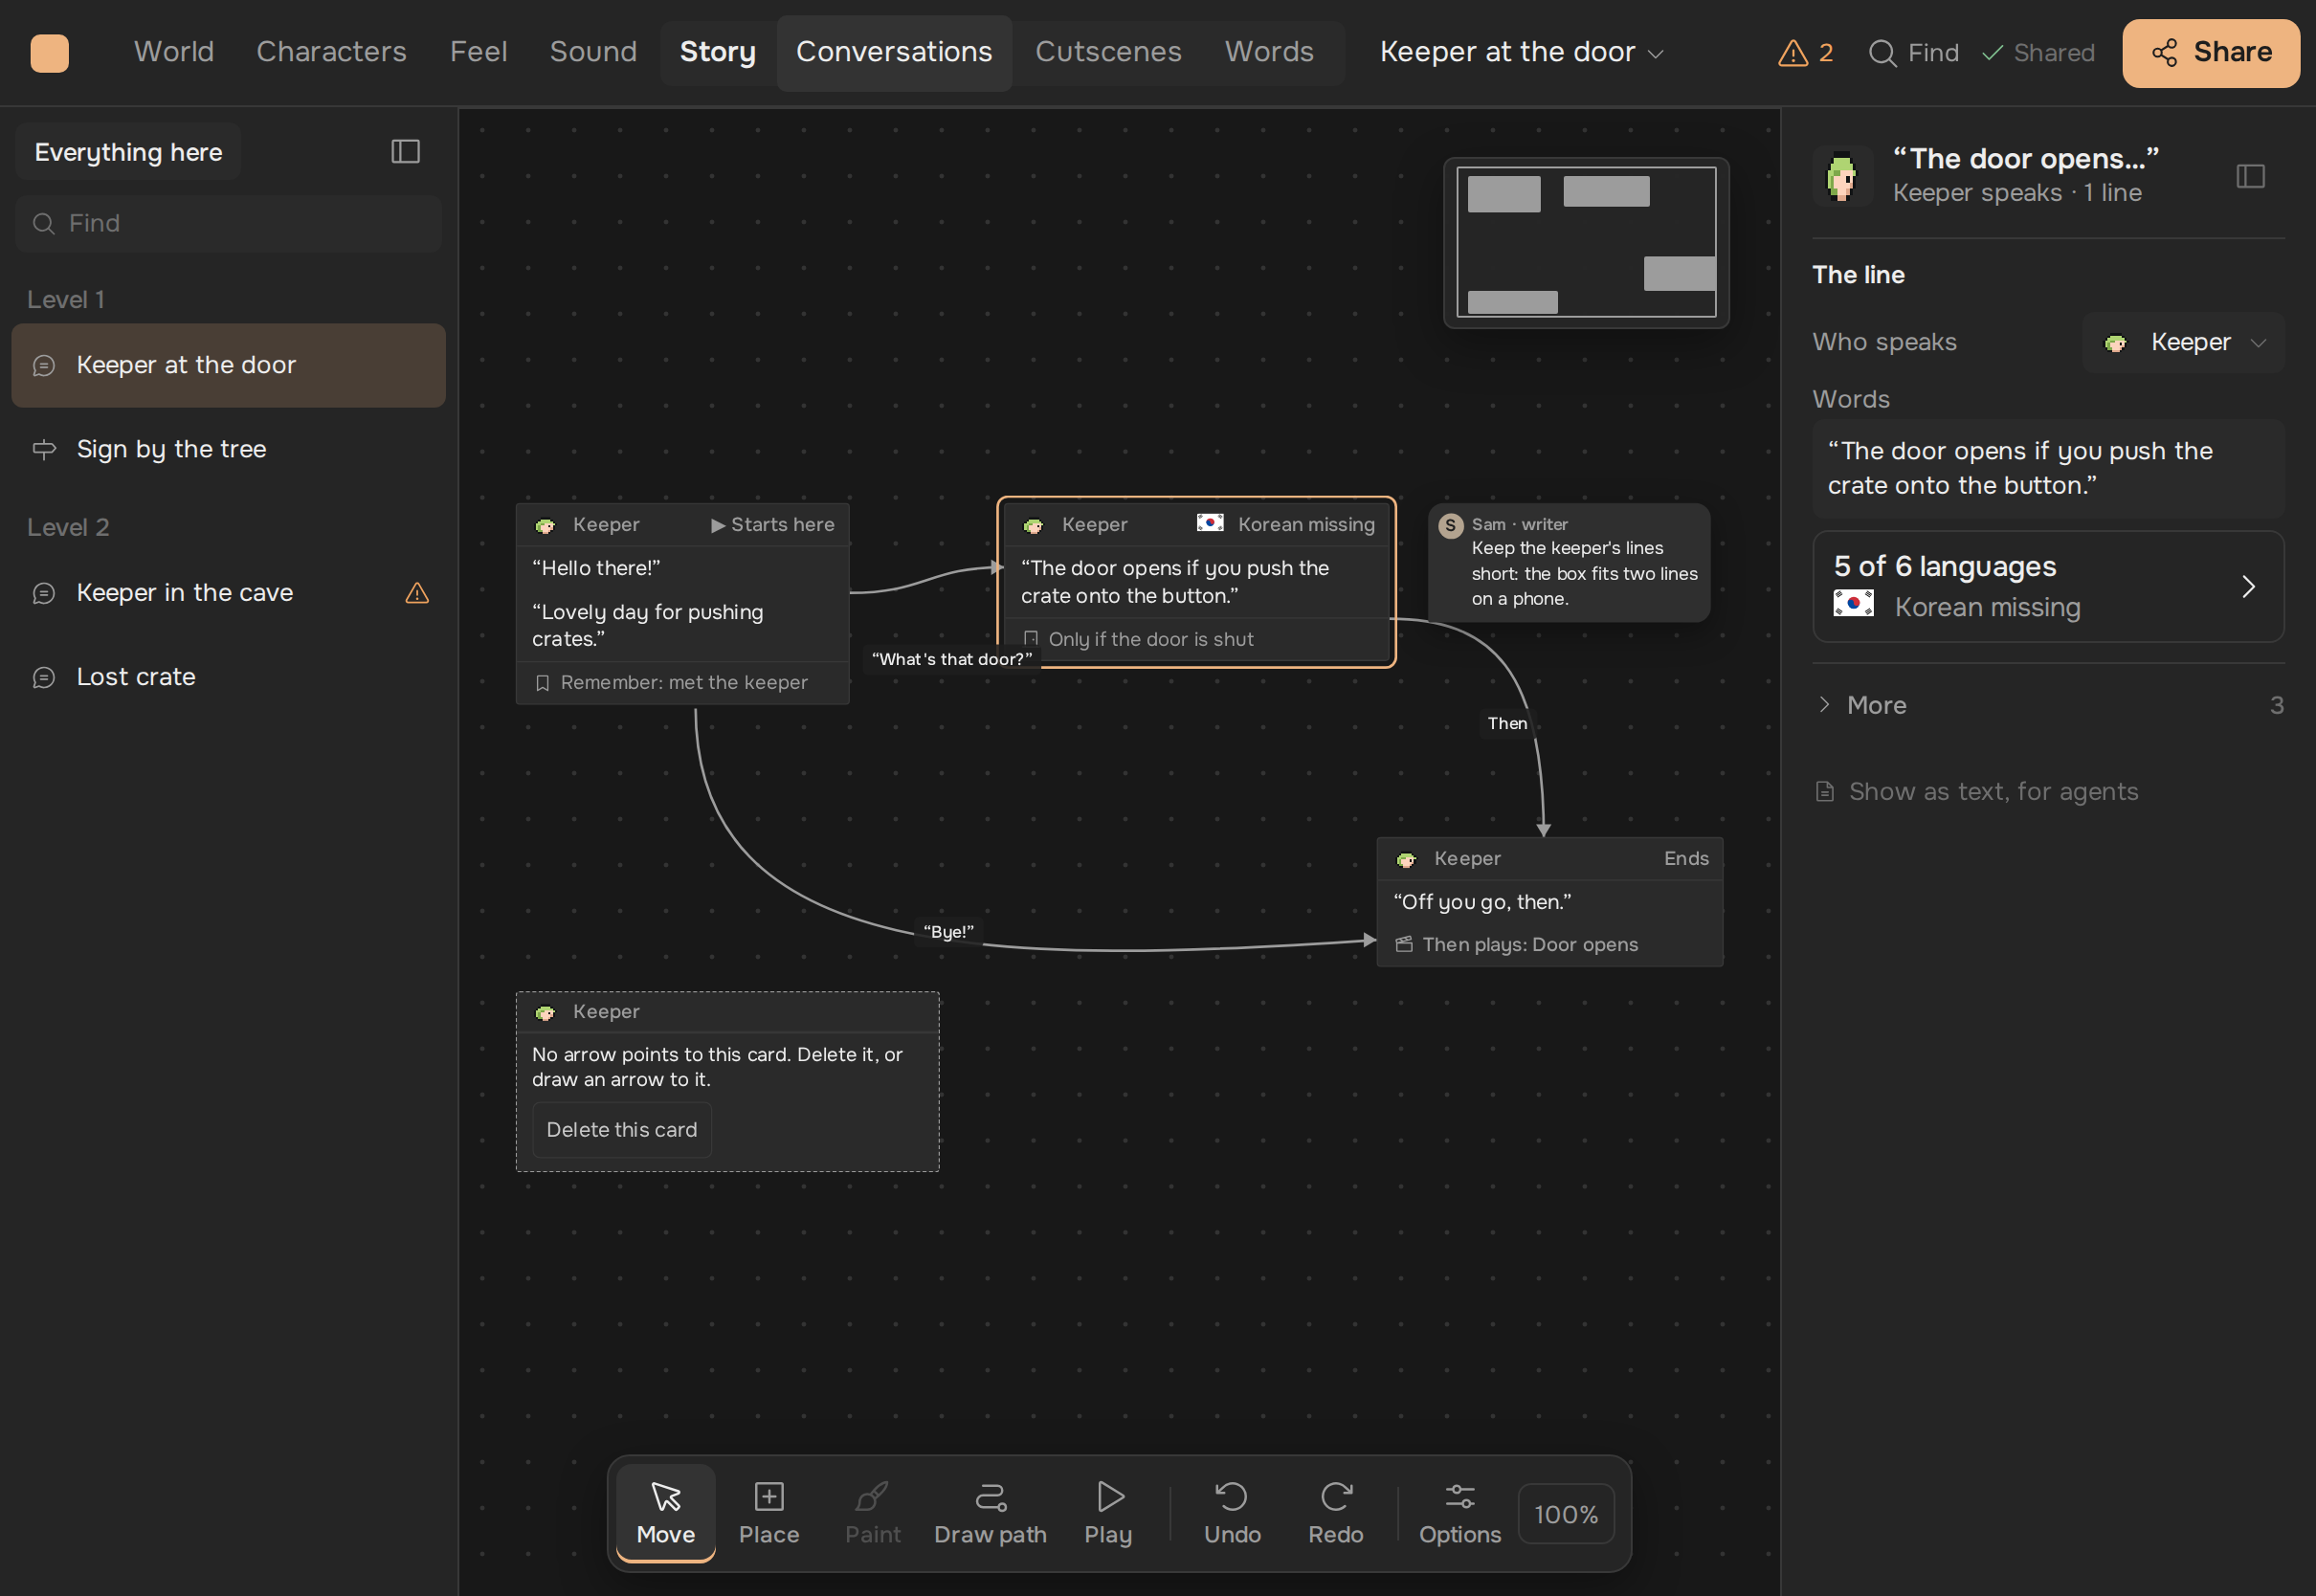 World Characters Feel Sound Story Conversations Cutscenes Words Keeper at the door 2 Find Shared Share
Everything here
Find
Level 1
Keeper at the door
Sign by the tree
Level 2
Keeper in the cave
Lost crate
Keeper Starts here
“Hello there!”
“Lovely day for pushing
crates.”
Remember: met the keeper
“What's that door?”
Keeper Korean missing
“The door opens if you push the
crate onto the button.”
Only if the door is shut
S Sam · writer
Keep the keeper's lines
short: the box fits two lines
on a phone.
Then
“Bye!”
Keeper Ends
“Off you go, then.”
Then plays: Door opens
Keeper
No arrow points to this card. Delete it, or
draw an arrow to it.
Delete this card
Move Place Paint Draw path Play Undo Redo Options 100%
“The door opens...”
Keeper speaks · 1 line
The line
Who speaks Keeper
Words
“The door opens if you push the
crate onto the button.”
5 of 6 languages
Korean missing
More 3
Show as text, for agents